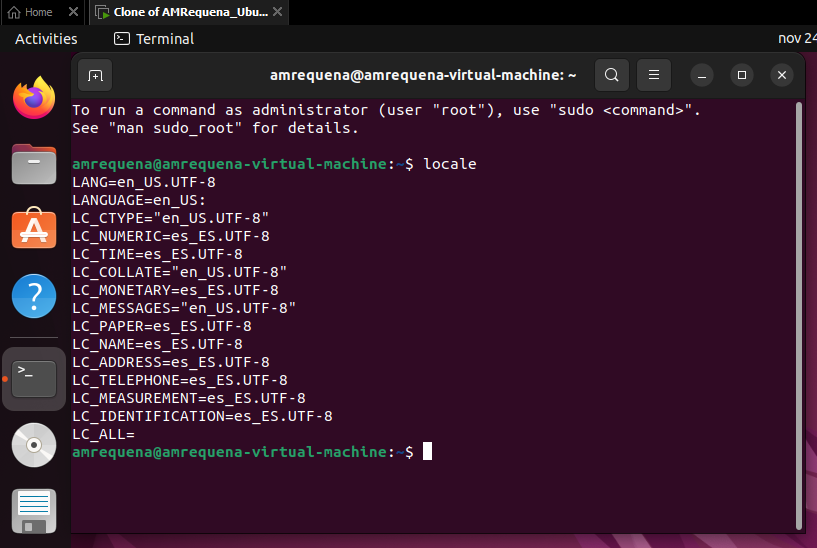 Home
Clone of AMRequena_Ubu...
Activities
Terminal
nov 24
amrequena@amrequena-virtual-machine: ~
To run a command as administrator (user "root"), use "sudo <command>".
See "man sudo_root" for details.
amrequena@amrequena-virtual-machine:~$ locale
LANG=en_US.UTF-8
LANGUAGE=en_US:
LC_CTYPE="en_US.UTF-8"
LC_NUMERIC=es_ES.UTF-8
LC_TIME=es_ES.UTF-8
LC_COLLATE="en_US.UTF-8"
LC_MONETARY=es_ES.UTF-8
LC_MESSAGES="en_US.UTF-8"
LC_PAPER=es_ES.UTF-8
LC_NAME=es_ES.UTF-8
LC_ADDRESS=es_ES.UTF-8
LC_TELEPHONE=es_ES.UTF-8
LC_MEASUREMENT=es_ES.UTF-8
LC_IDENTIFICATION=es_ES.UTF-8
LC_ALL=
amrequena@amrequena-virtual-machine:~$